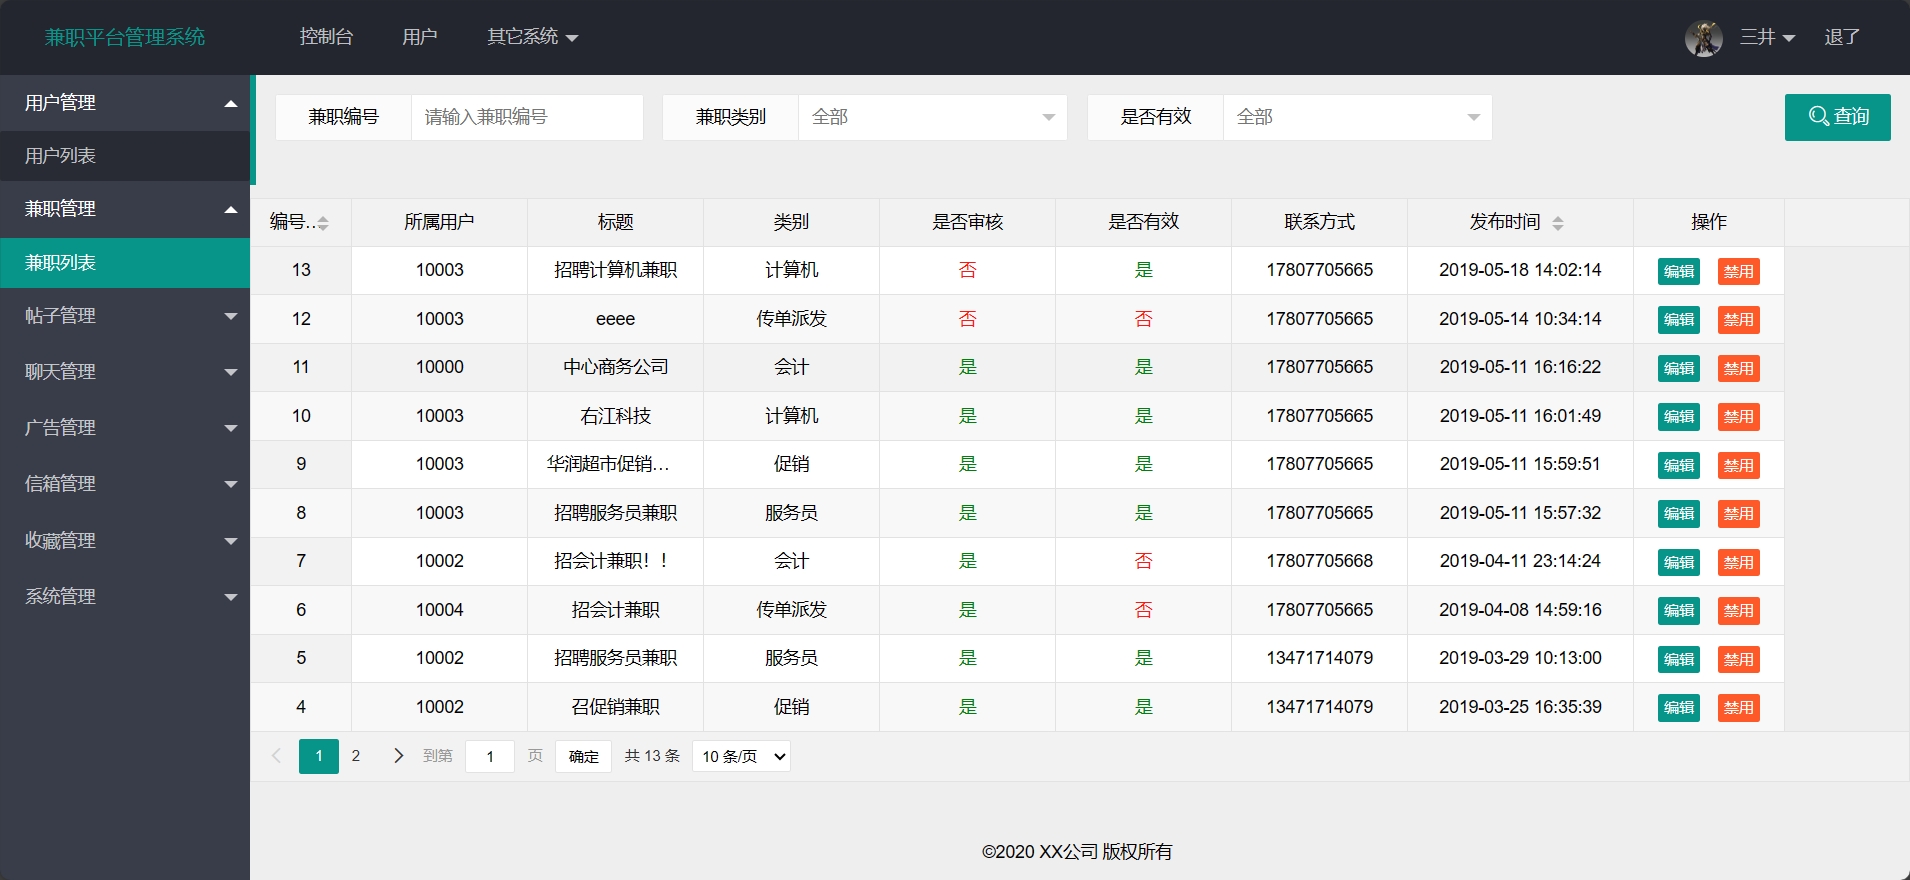 兼职平台管理系统 控制台 用户 其它系统 三井 退了
用户管理
用户列表
兼职管理
兼职列表
帖子管理
聊天管理
广告管理
信箱管理
收藏管理
系统管理
兼职编号 请输入兼职编号 兼职类别 全部 是否有效 全部 查询
编号... 所属用户 标题 类别 是否审核 是否有效 联系方式 发布时间 操作
13 10003 招聘计算机兼职 计算机 否 是 17807705665 2019-05-18 14:02:14 编辑 禁用
12 10003 eeee 传单派发 否 否 17807705665 2019-05-14 10:34:14 编辑 禁用
11 10000 中心商务公司 会计 是 是 17807705665 2019-05-11 16:16:22 编辑 禁用
10 10003 右江科技 计算机 是 是 17807705665 2019-05-11 16:01:49 编辑 禁用
9 10003 华润超市促销... 促销 是 是 17807705665 2019-05-11 15:59:51 编辑 禁用
8 10003 招聘服务员兼职 服务员 是 是 17807705665 2019-05-11 15:57:32 编辑 禁用
7 10002 招会计兼职！！ 会计 是 否 17807705668 2019-04-11 23:14:24 编辑 禁用
6 10004 招会计兼职 传单派发 是 否 17807705665 2019-04-08 14:59:16 编辑 禁用
5 10002 招聘服务员兼职 服务员 是 是 13471714079 2019-03-29 10:13:00 编辑 禁用
4 10002 召促销兼职 促销 是 是 13471714079 2019-03-25 16:35:39 编辑 禁用
1 2 到第 1 页 确定 共 13 条 10 条/页
©2020 XX公司 版权所有